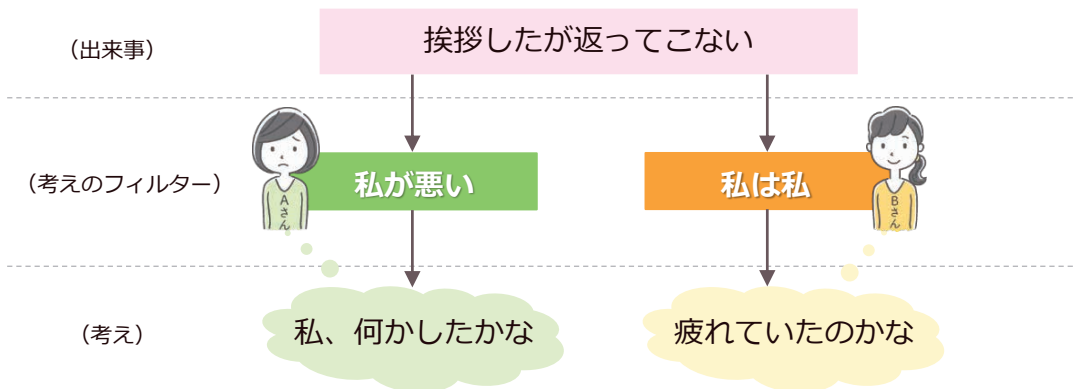 (出来事)
挨拶したが返ってこない
(考えのフィルター)
Aさん
私が悪い
私は私
Bさん
(考え)
私、何かしたかな
疲れていたのかな